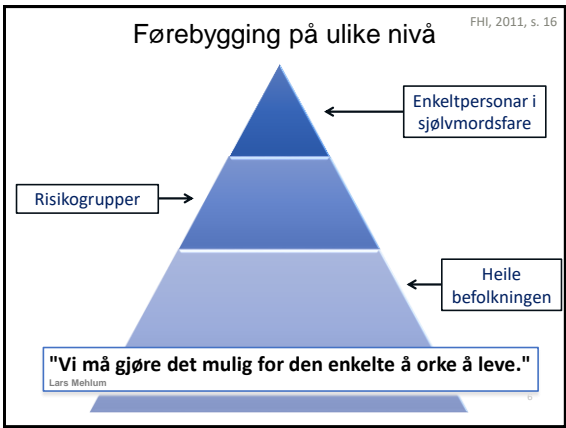 FHI, 2011, s. 16
Førebygging på ulike nivå
Enkeltpersonar i
sjølvmordsfare
Risikogrupper
Heile
befolkningen
"Vi må gjøre det mulig for den enkelte å orke å leve."
Lars Mehlum
6